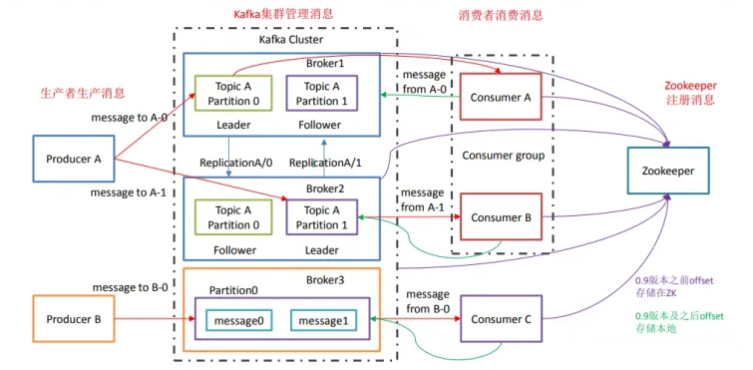 Kafka集群管理消息
消费者消费消息
Kafka Cluster
Broker1
Topic A
Partition 0
Topic A
Partition 1
Leader
Follower
message
from A-0
Consumer A
Zookeeper
注册消息
生产者生产消息
message to A-0
Producer A
ReplicationA/0
ReplicationA/1
Consumer group
Zookeeper
message to A-1
Broker2
Topic A
Partition 0
Topic A
Partition 1
Follower
Leader
message
from A-1
Consumer B
message to B-0
Broker3
Partition0
message0
message1
Producer B
message
from B-0
Consumer C
0.9版本之前offset
存储在ZK
0.9版本及之后offset
存储本地